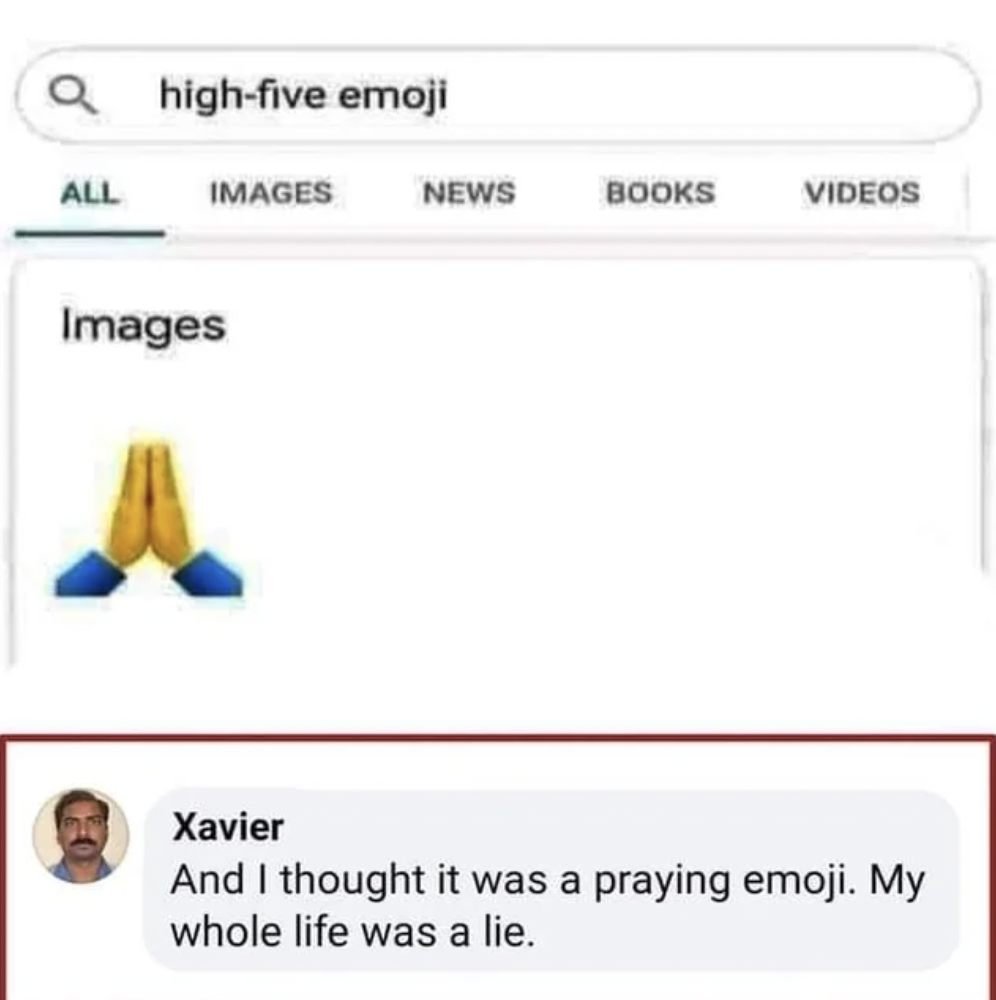 high-five emoji
ALL IMAGES NEWS BOOKS VIDEOS
Images
Xavier
And I thought it was a praying emoji. My
whole life was a lie.